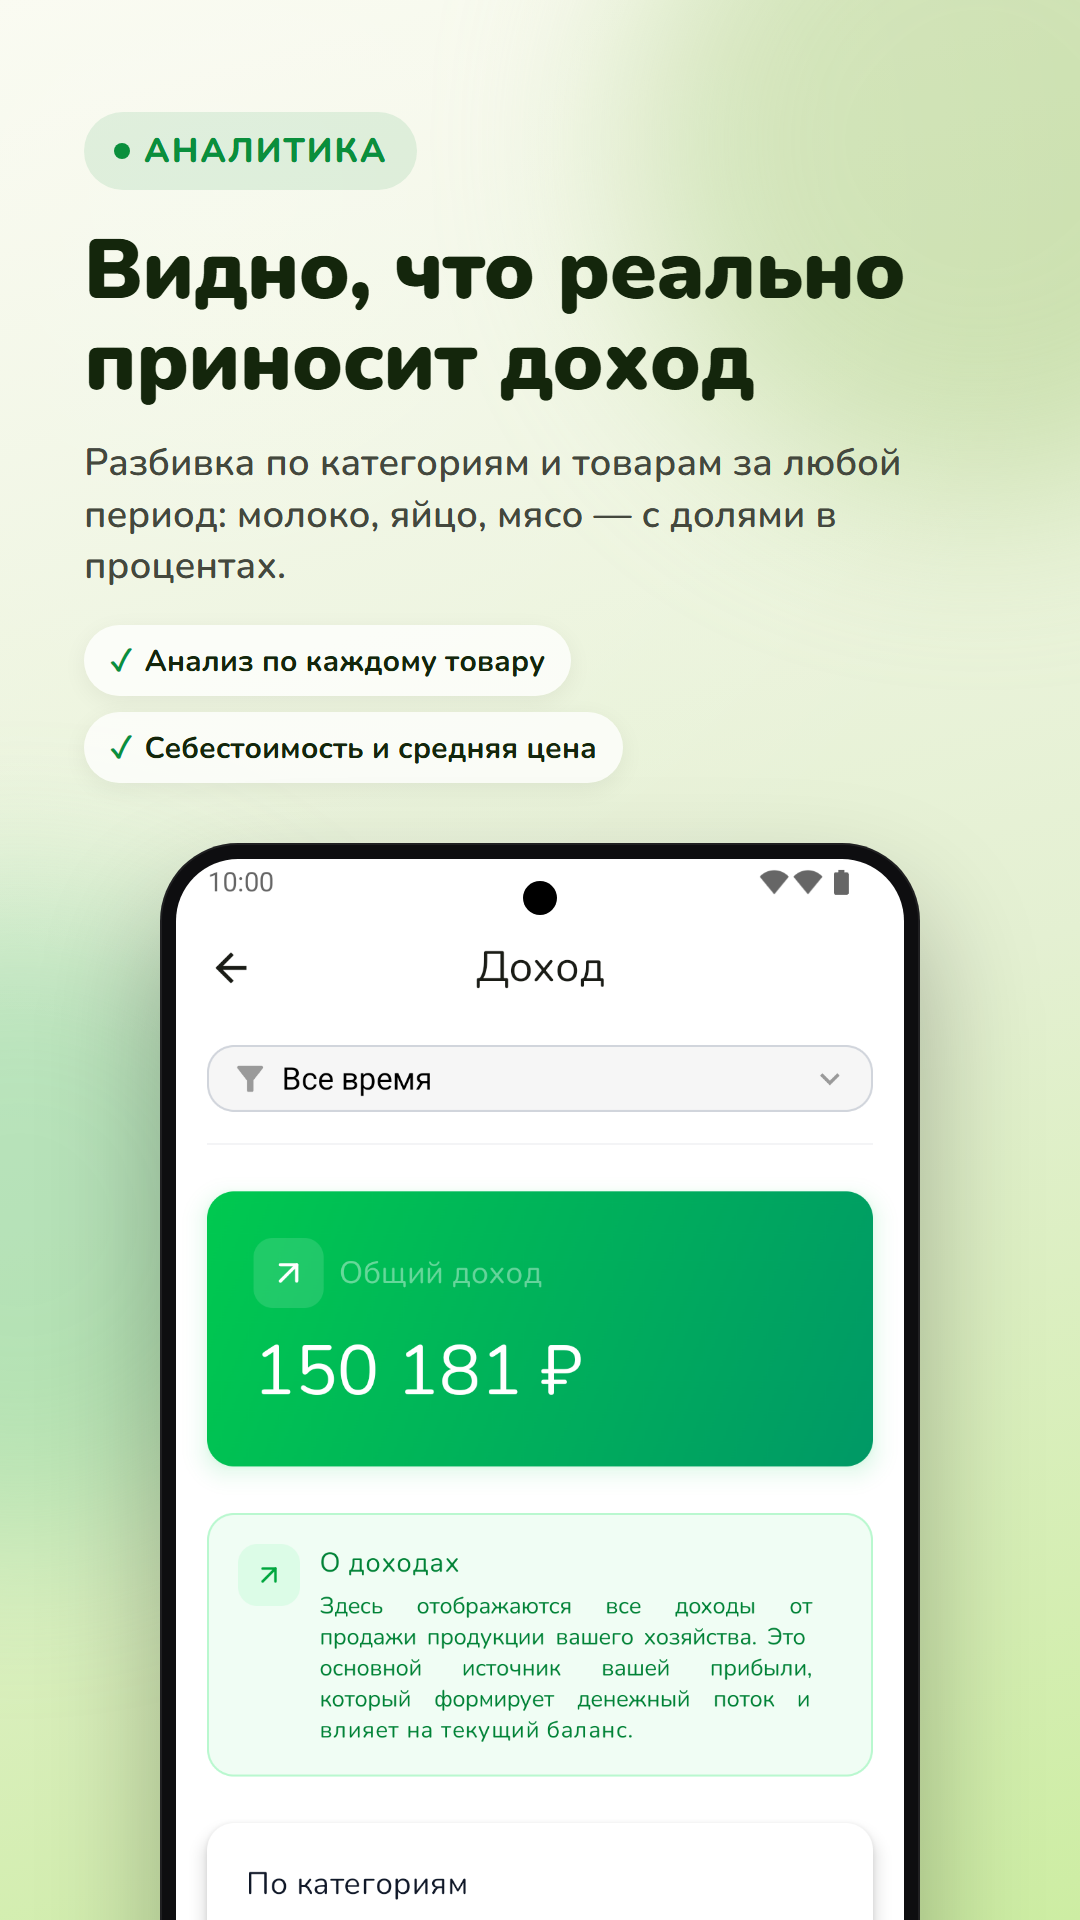 АНАЛИТИКА
Видно, что реально
приносит доход
Разбивка по категориям и товарам за любой
период: молоко, яйцо, мясо — с долями в
процентах.
✓ Анализ по каждому товару
✓ Себестоимость и средняя цена
10:00
Доход
Все время
Общий доход
150 181 ₽
О доходах
Здесь отображаются все доходы от
продажи продукции вашего хозяйства. Это
основной источник вашей прибыли,
который формирует денежный поток и
влияет на текущий баланс.
По категориям